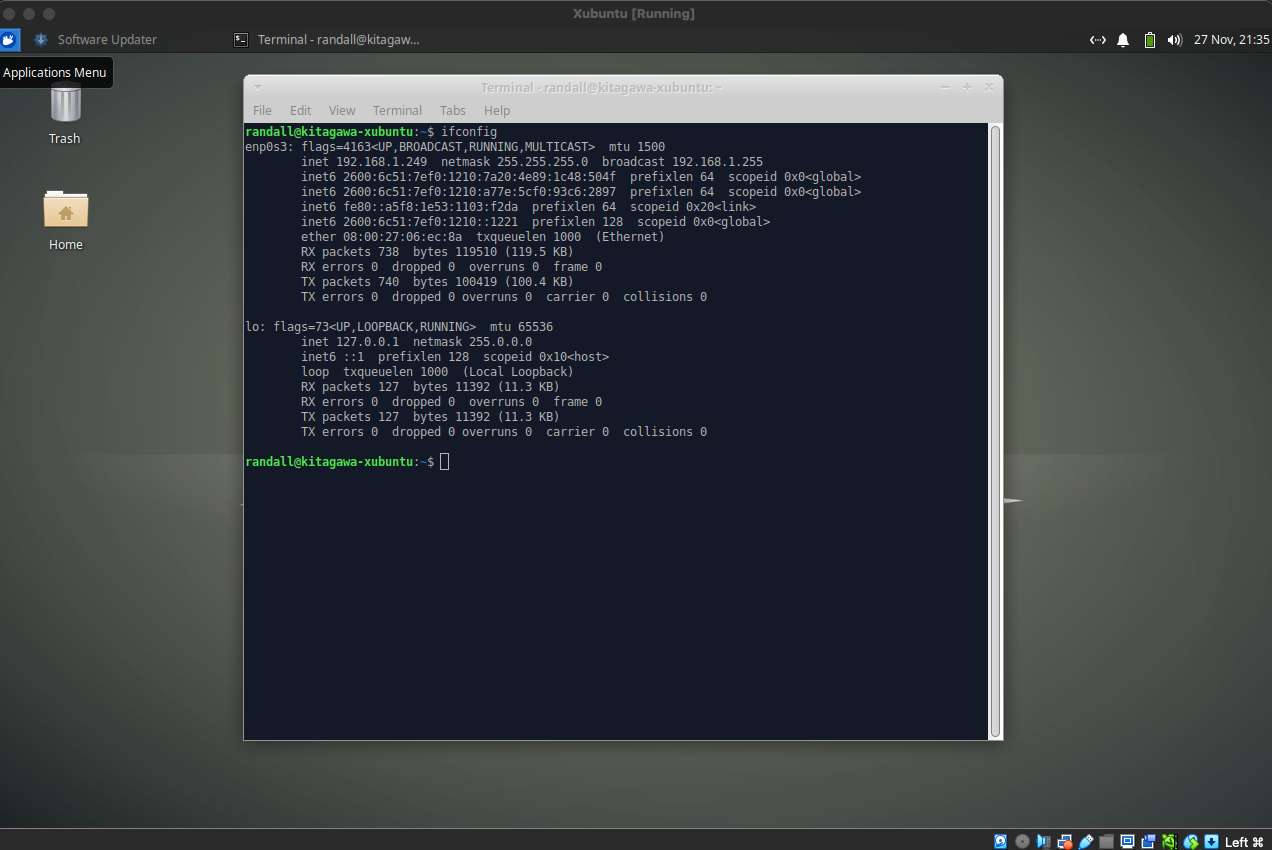 Xubuntu [Running]
Software Updater
Terminal - randall@kitagaw...
27 Nov, 21:35
Applications Menu
Trash
Home
Terminal - randall@kitagawa-xubuntu: ~
File Edit View Terminal Tabs Help
randall@kitagawa-xubuntu:~$ ifconfig
enp0s3: flags=4163<UP,BROADCAST,RUNNING,MULTICAST>  mtu 1500
        inet 192.168.1.249  netmask 255.255.255.0  broadcast 192.168.1.255
        inet6 2600:6c51:7ef0:1210:7a20:4e89:1c48:504f  prefixlen 64  scopeid 0x0<global>
        inet6 2600:6c51:7ef0:1210:a77e:5cf0:93c6:2897  prefixlen 64  scopeid 0x0<global>
        inet6 fe80::a5f8:1e53:1103:f2da  prefixlen 64  scopeid 0x20<link>
        inet6 2600:6c51:7ef0:1210::1221  prefixlen 128  scopeid 0x0<global>
        ether 08:00:27:06:ec:8a  txqueuelen 1000  (Ethernet)
        RX packets 738  bytes 119510 (119.5 KB)
        RX errors 0  dropped 0  overruns 0  frame 0
        TX packets 740  bytes 100419 (100.4 KB)
        TX errors 0  dropped 0 overruns 0  carrier 0  collisions 0
lo: flags=73<UP,LOOPBACK,RUNNING>  mtu 65536
        inet 127.0.0.1  netmask 255.0.0.0
        inet6 ::1  prefixlen 128  scopeid 0x10<host>
        loop  txqueuelen 1000  (Local Loopback)
        RX packets 127  bytes 11392 (11.3 KB)
        RX errors 0  dropped 0  overruns 0  frame 0
        TX packets 127  bytes 11392 (11.3 KB)
        TX errors 0  dropped 0 overruns 0  carrier 0  collisions 0
randall@kitagawa-xubuntu:~$
Left ⌘